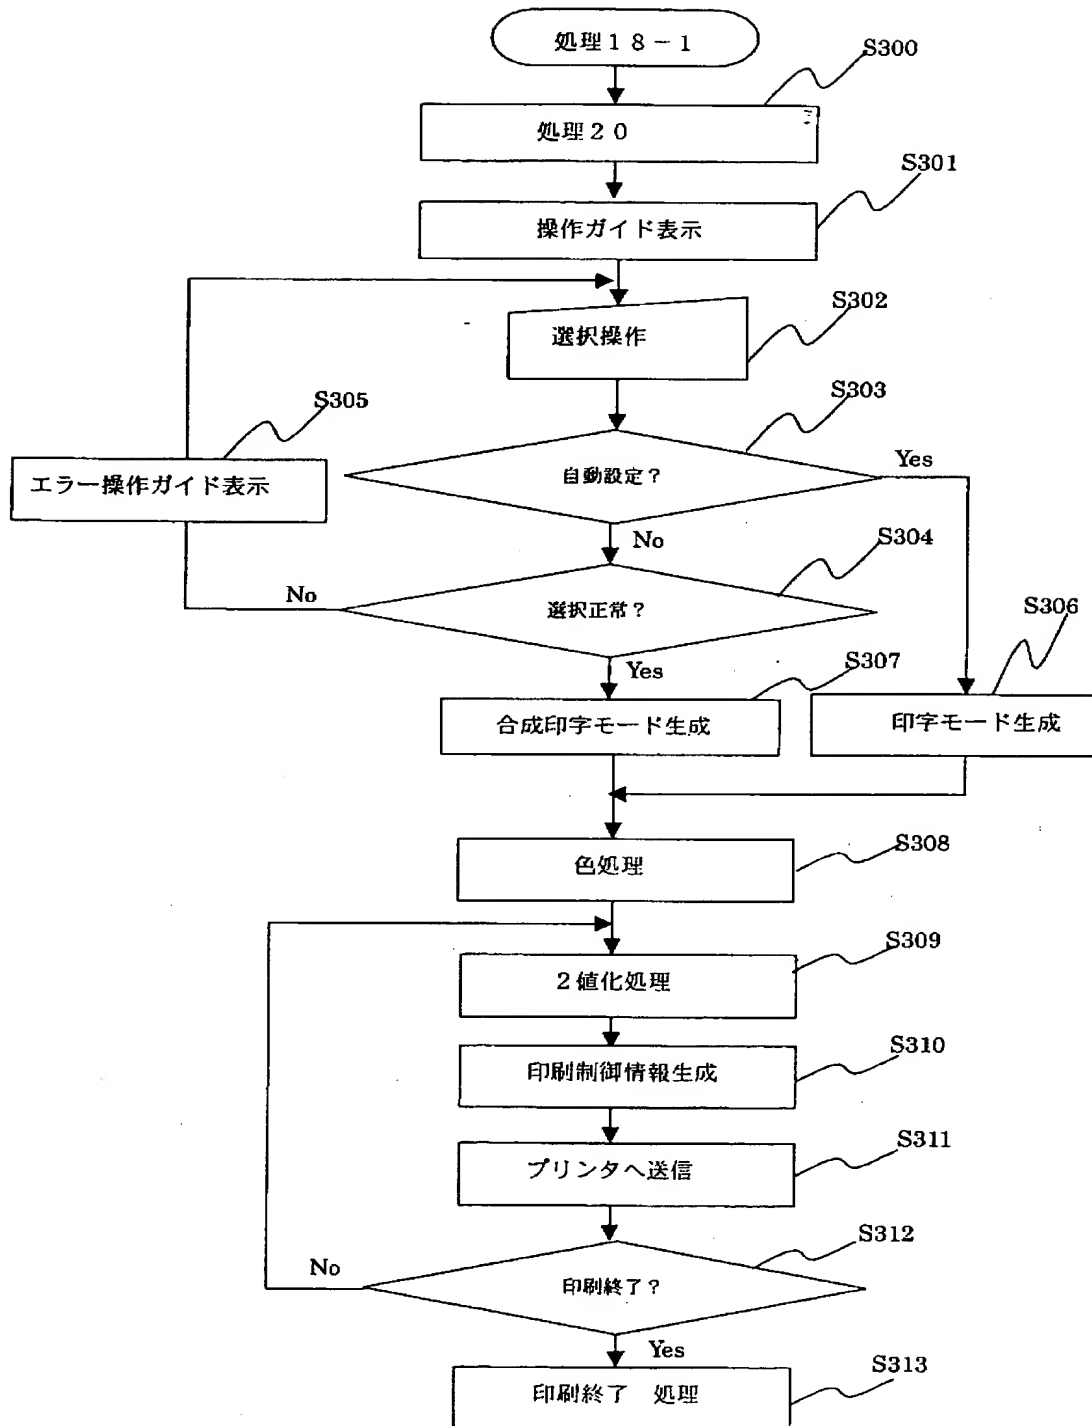 処理18-1
S300
処理20
S301
操作ガイド表示
S302
選択操作
S303
S305
エラー操作ガイド表示
自動設定?
Yes
No
S304
No
選択正常?
S306
Yes
S307
合成印字モード生成
印字モード生成
S308
色処理
S309
2値化処理
S310
印刷制御情報生成
S311
プリンタへ送信
S312
No
印刷終了?
Yes
S313
印刷終了 処理